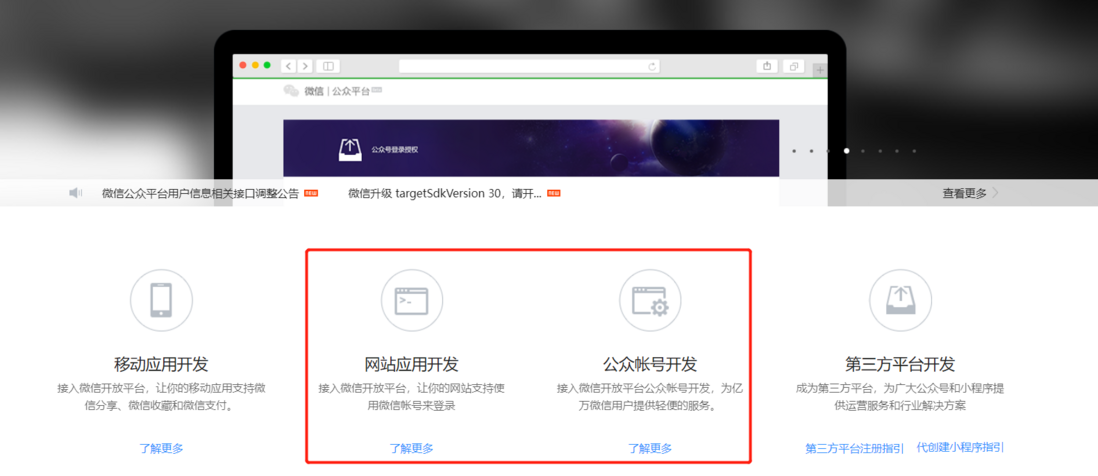 微信 | 公众平台
公众号登录授权
微信公众平台用户信息相关接口调整公告 NEW 微信升级 targetSdkVersion 30，请开... NEW 查看更多
移动应用开发
接入微信开放平台，让你的移动应用支持微
信分享、微信收藏和微信支付。
了解更多
网站应用开发
接入微信开放平台，让你的网站支持使
用微信帐号来登录
了解更多
公众帐号开发
接入微信开放平台公众帐号开发，为亿
万微信用户提供轻便的服务。
了解更多
第三方平台开发
成为第三方平台，为广大公众号和小程序提
供运营服务和行业解决方案
第三方平台注册指引 代创建小程序指引